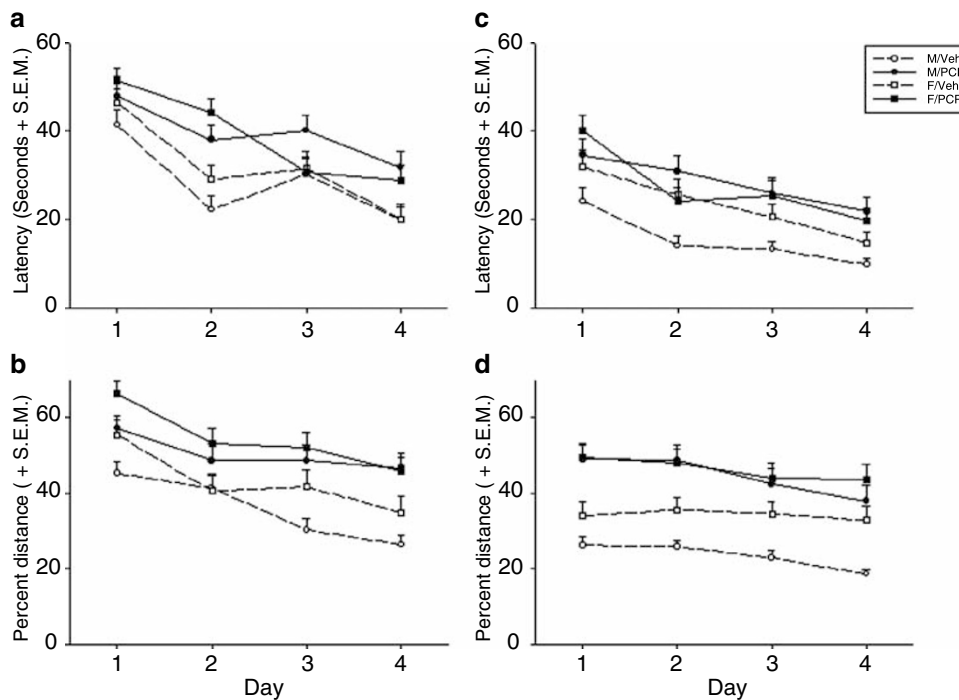 a
Latency (Seconds + S.E.M.)
60
40
20
0
1 2 3 4
b
Percent distance ( + S.E.M.)
60
40
20
0
1 2 3 4
Day
c
Latency (Seconds + S.E.M.)
60
40
20
0
1 2 3 4
M/Veh
M/PCP
F/Veh
F/PCP
d
Percent distance ( + S.E.M.)
60
40
20
0
1 2 3 4
Day